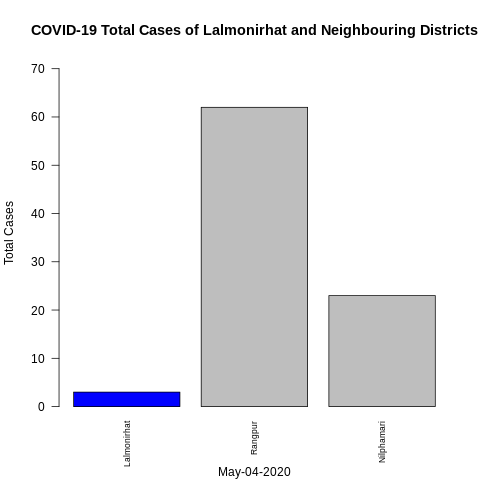 COVID-19 Total Cases of Lalmonirhat and Neighbouring Districts
Total Cases
70
60
50
40
30
20
10
0
Lalmonirhat
Rangpur
Nilphamari
May-04-2020